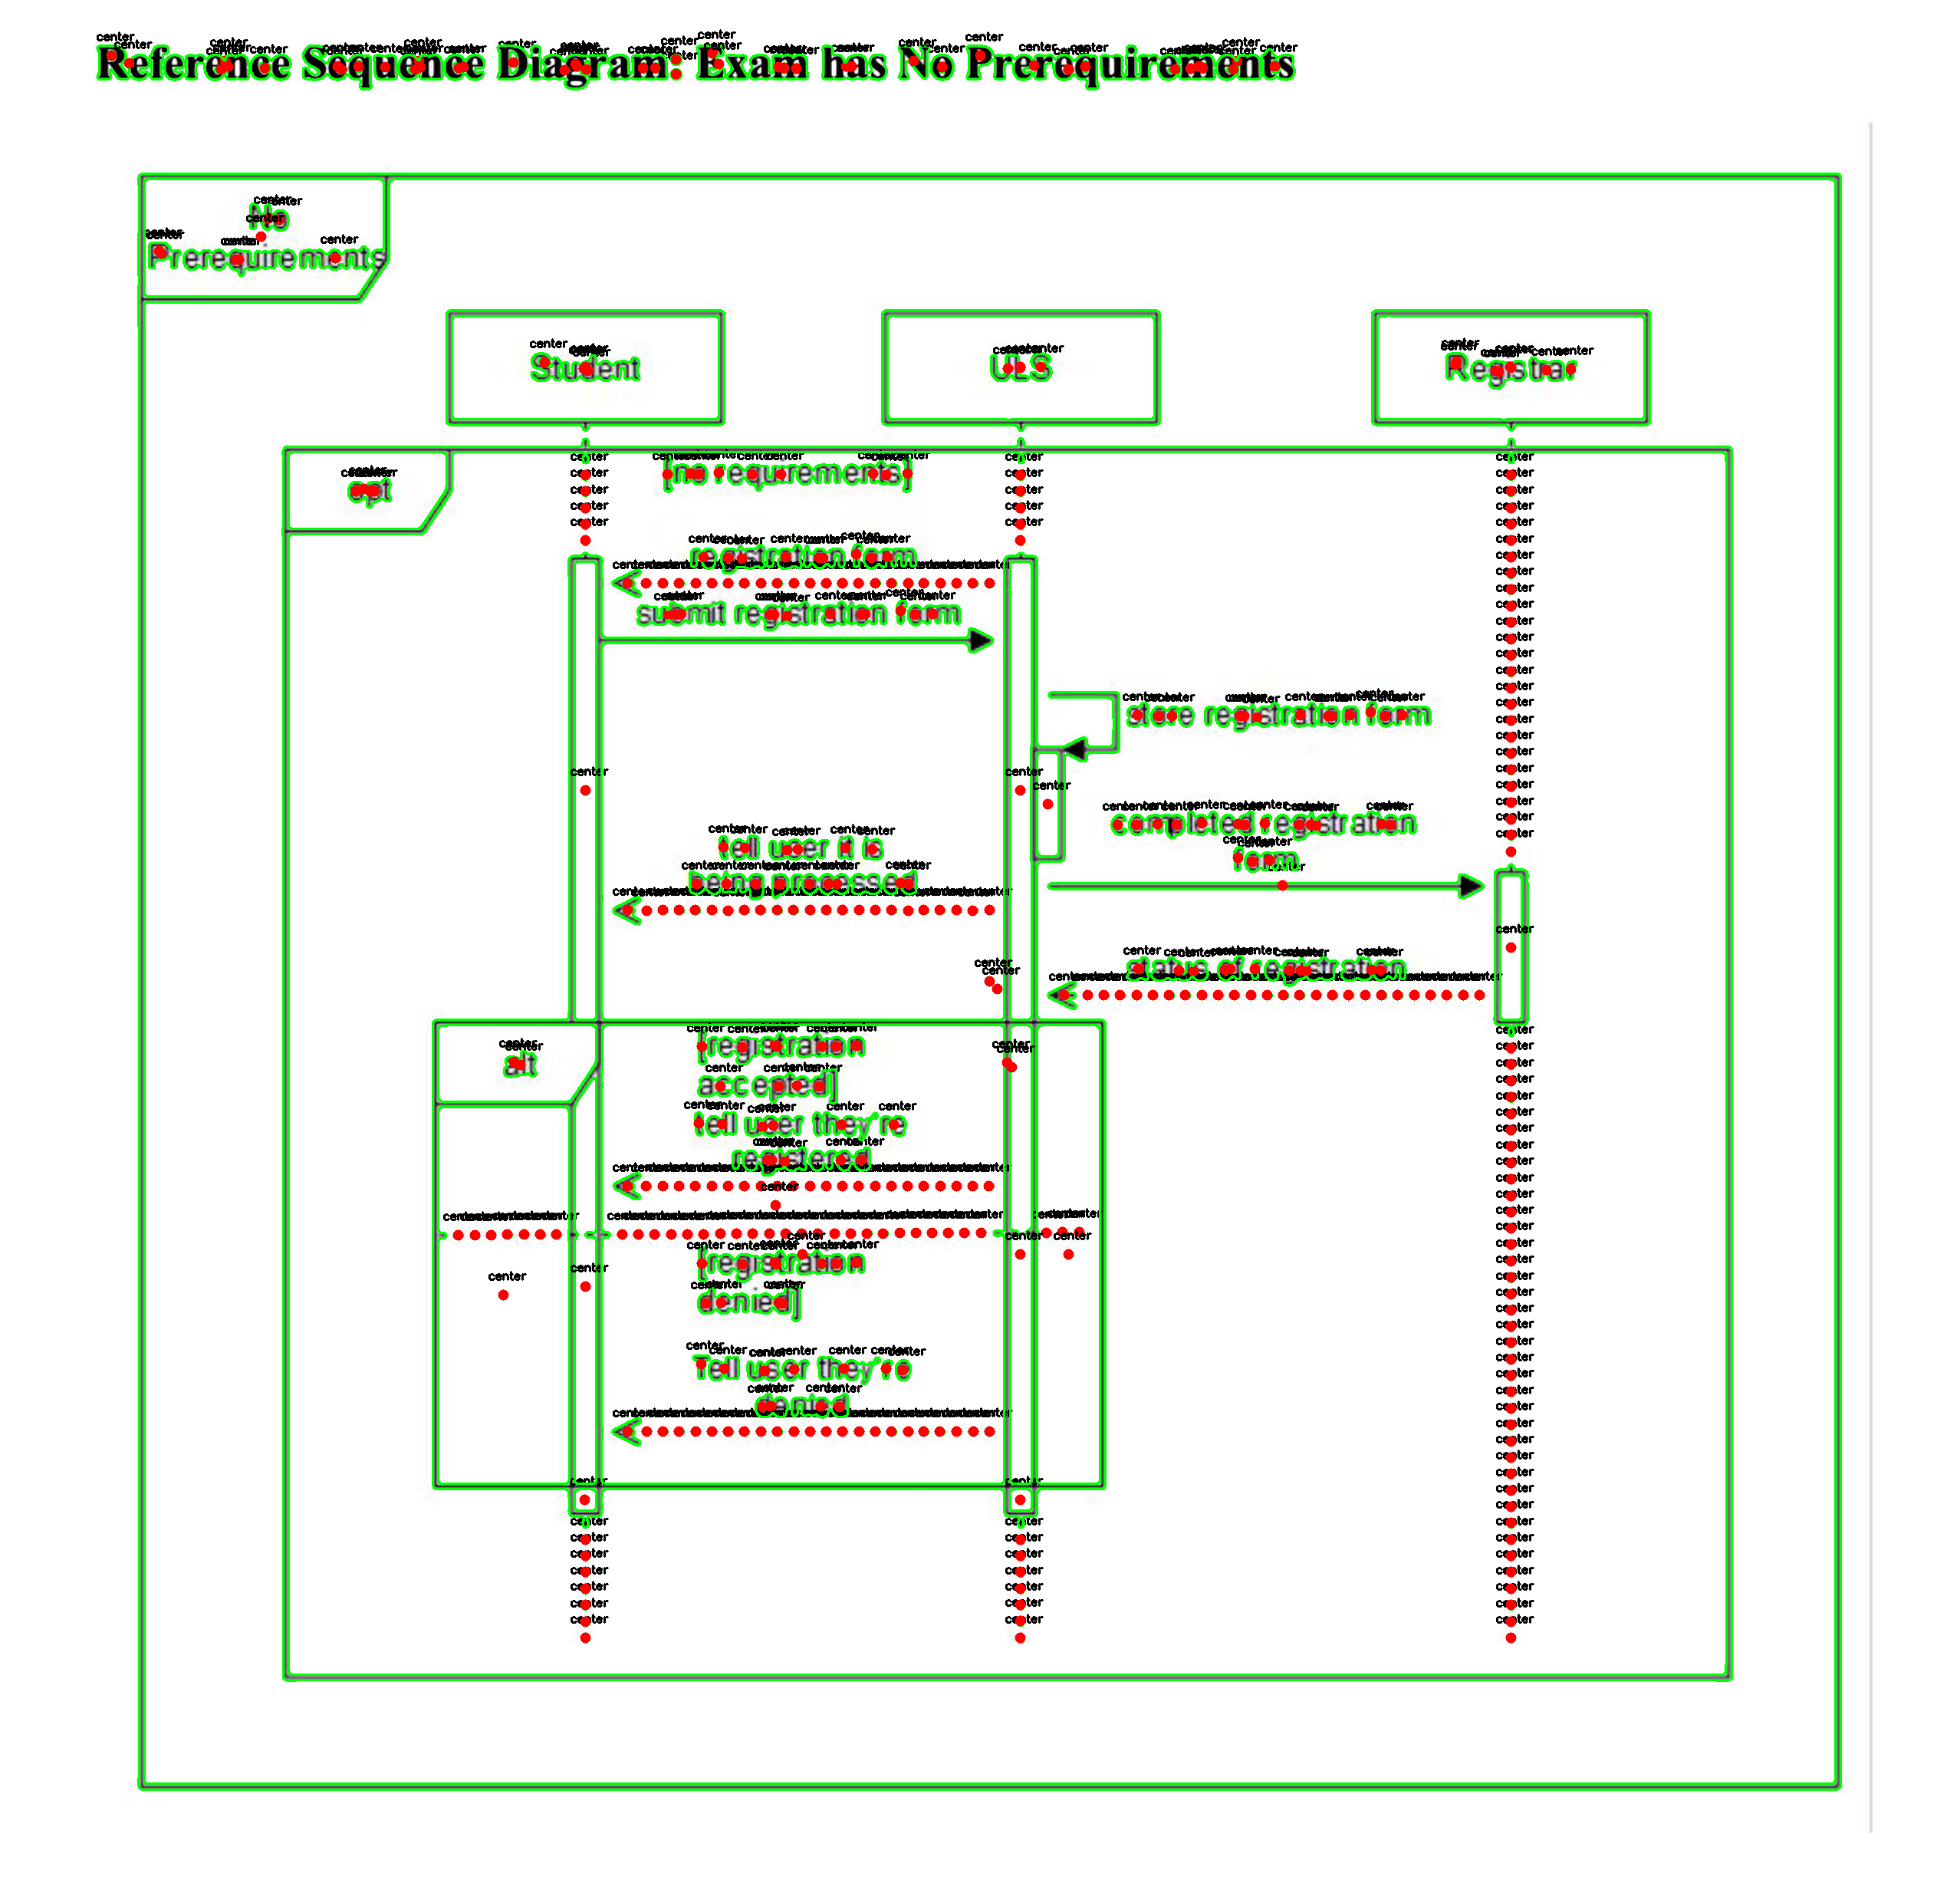 Reference Sequence Diagram: Exam has No Prerequirements
No
Prerequirements
Student
ULS
Registrar
opt
[no requirements]
registration form
submit registration form
store registration form
completed registration
form
tell user it is
being processed
status of registration
alt
[registration
accepted]
tell user they're
registered
[registration
denied]
Tell user they're
denied
center